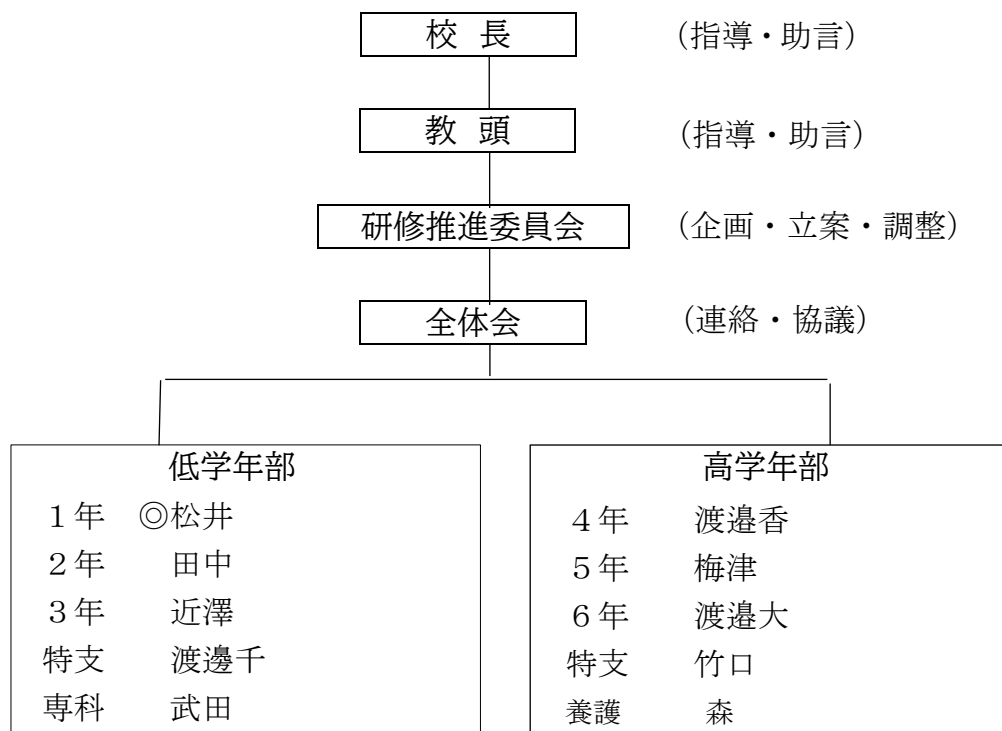 校 長 （指導・助言）
教 頭 （指導・助言）
研修推進委員会 （企画・立案・調整）
全体会 （連絡・協議）
低学年部
１年 ◎松井
２年 田中
３年 近澤
特支 渡邊千
専科 武田
高学年部
４年 渡邉香
５年 梅津
６年 渡邉大
特支 竹口
養護 森